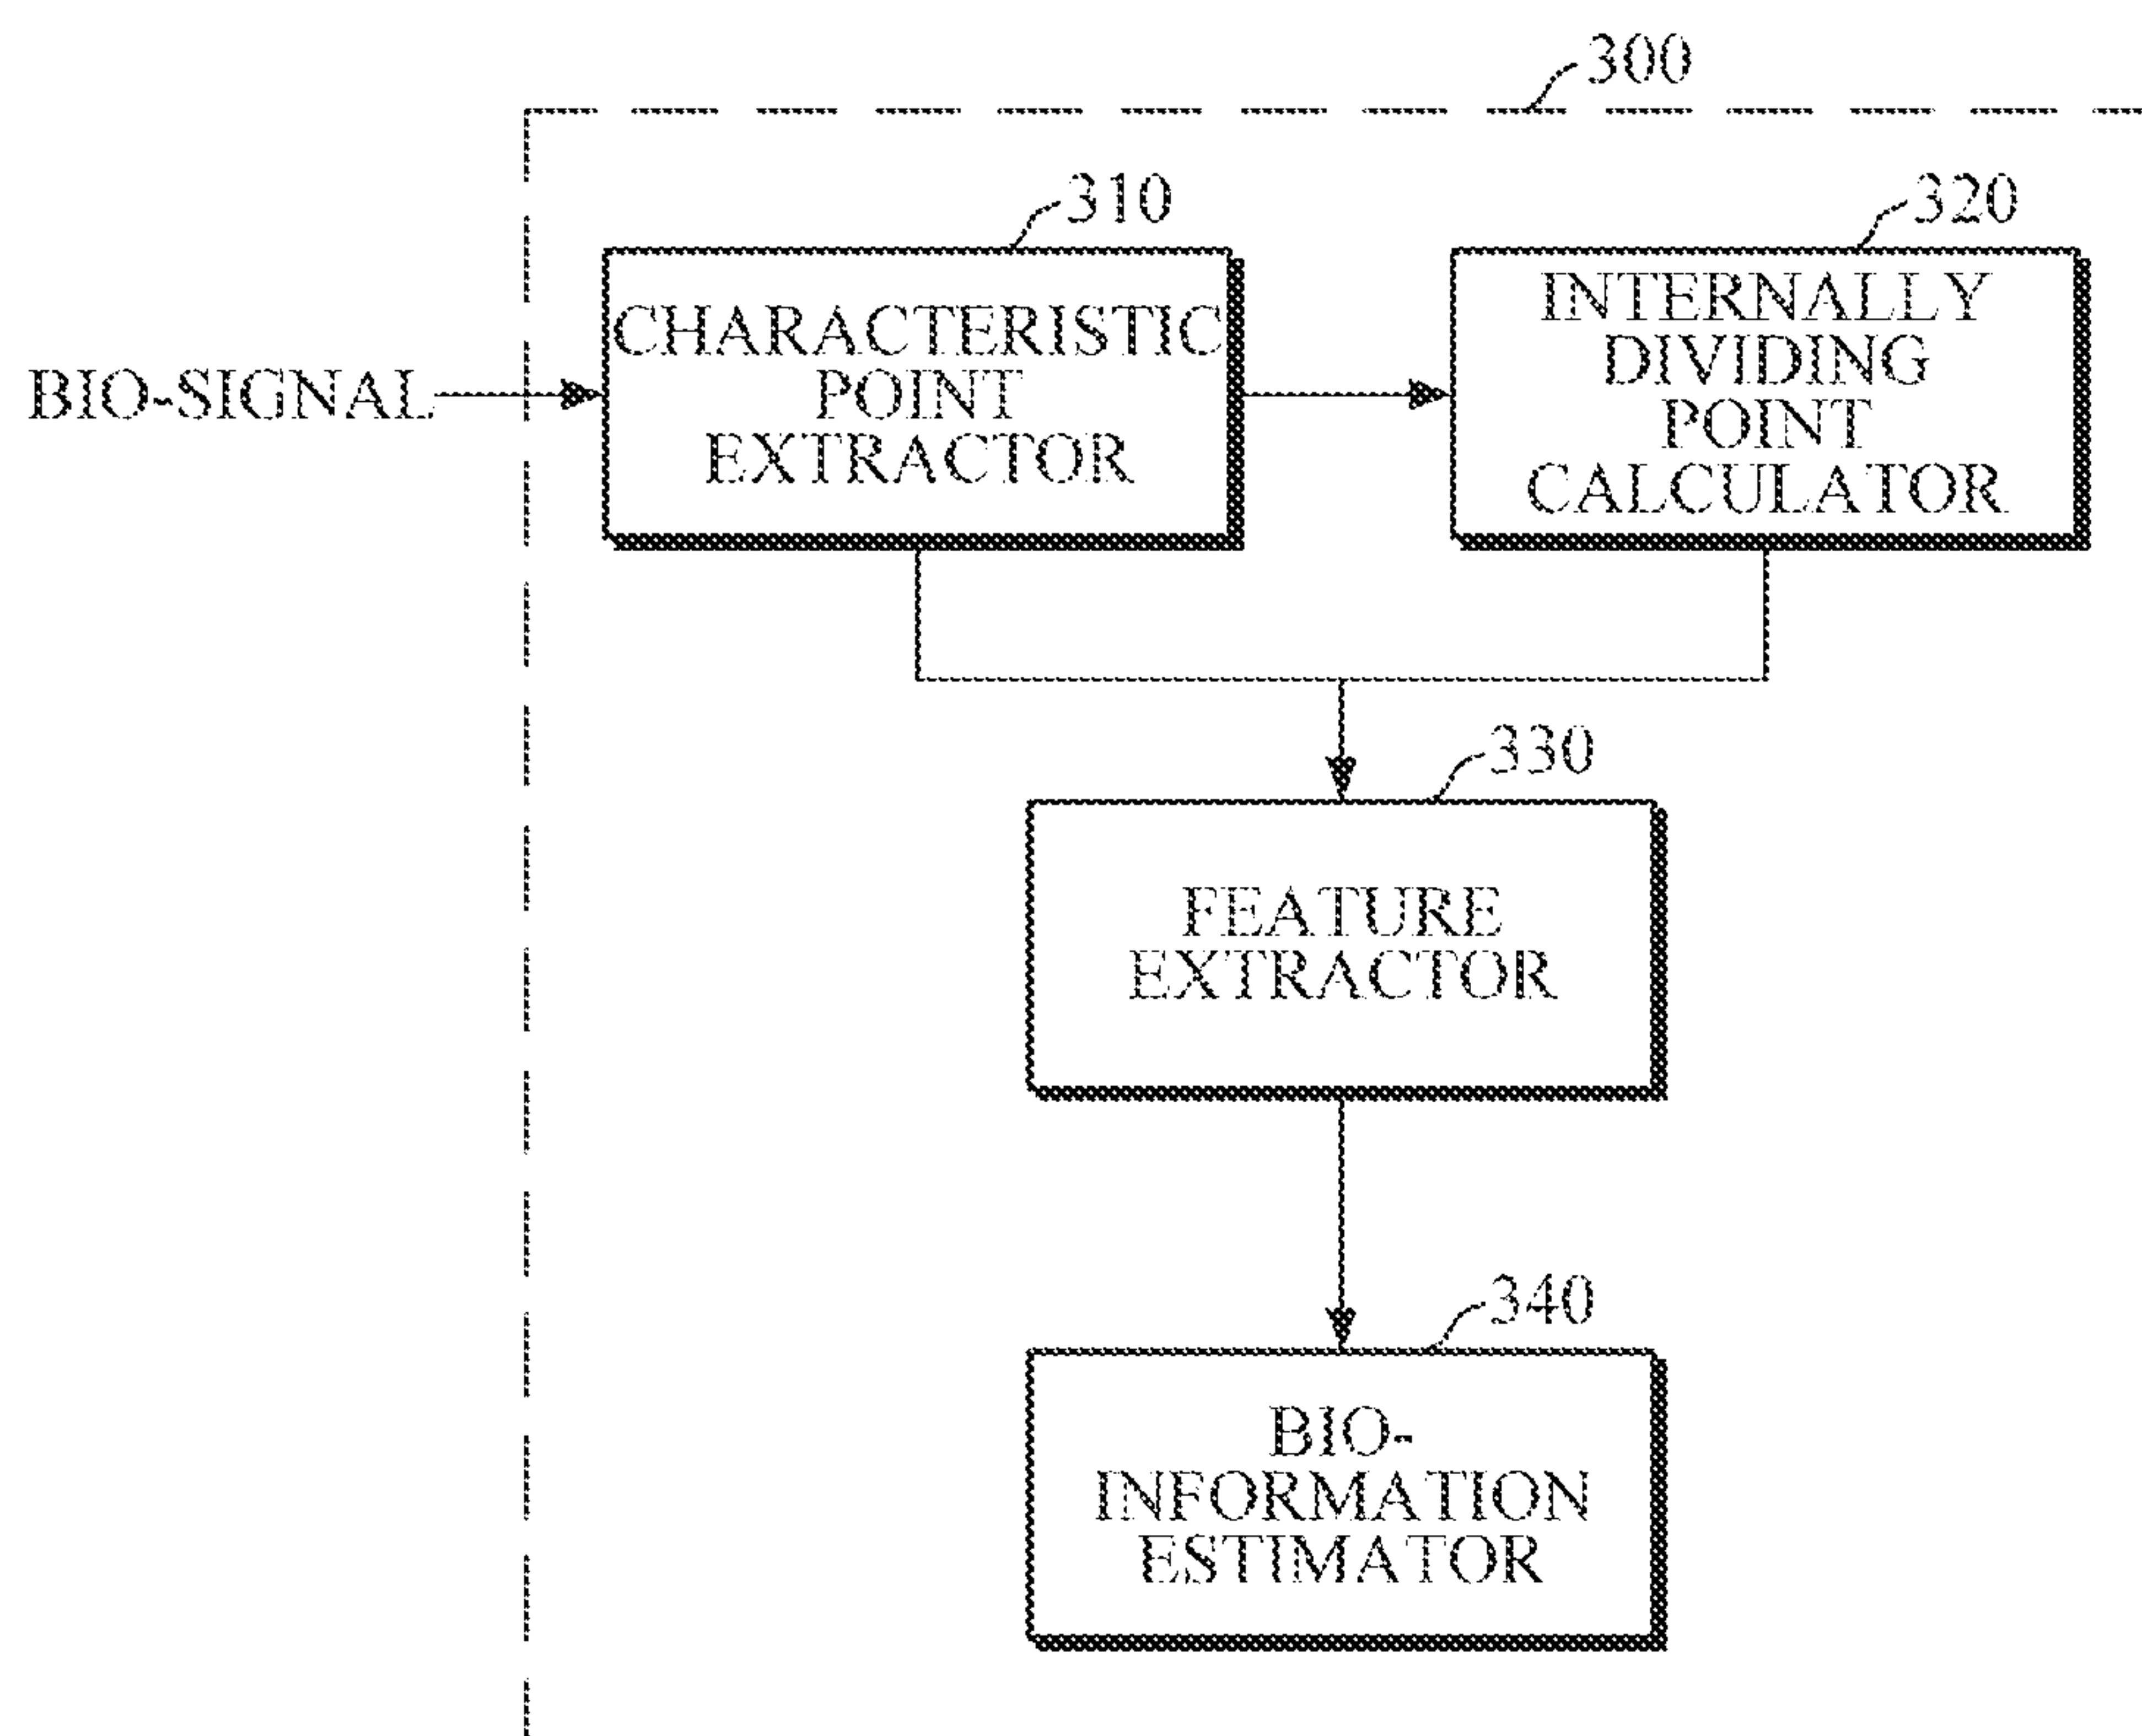 300
310
320
CHARACTERISTIC
POINT
EXTRACTOR
INTERNALLY
DIVIDING
POINT
CALCULATOR
BIO-SIGNAL
330
FEATURE
EXTRACTOR
340
BIO-
INFORMATION
ESTIMATOR